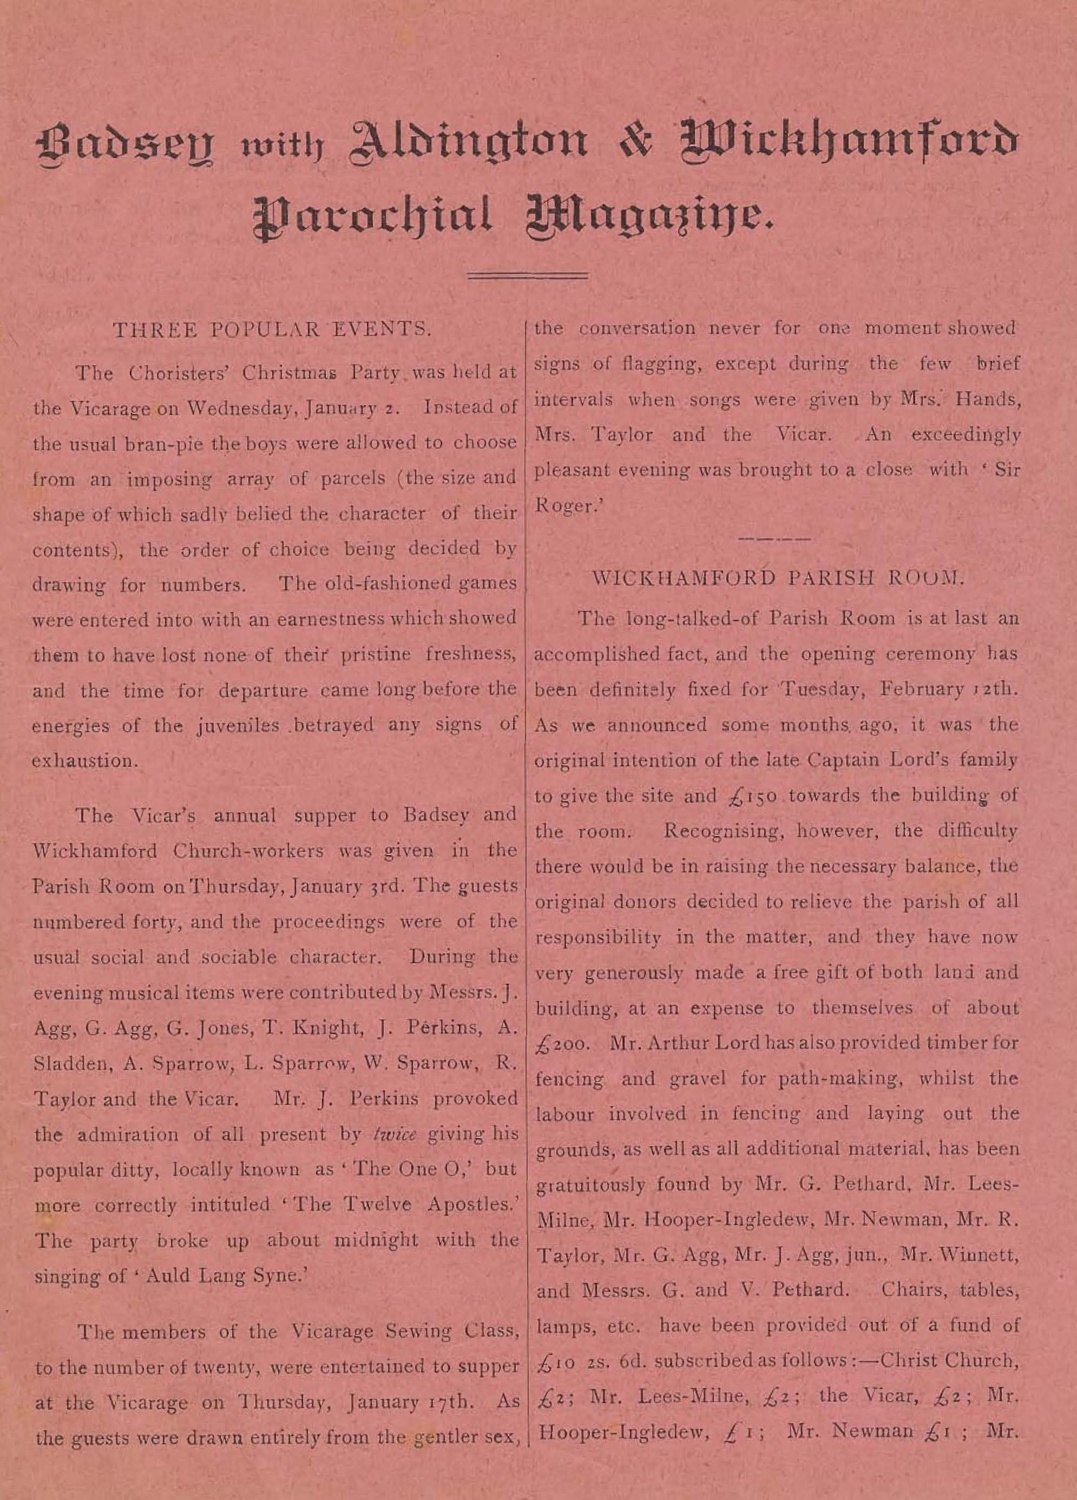 Badsey with Aldington & Wickhamford
Parochial Magazine.
THREE POPULAR EVENTS.
The Choristers' Christmas Party was held at
the Vicarage on Wednesday, January 2. Instead of
the usual bran-pie the boys were allowed to choose
from an imposing array of parcels (the size and
shape of which sadly belied the character of their
contents), the order of choice being decided by
drawing for numbers. The old-fashioned games
were entered into with an earnestness which showed
them to have lost none of their pristine freshness,
and the time for departure came long before the
energies of the juveniles betrayed any signs of
exhaustion.
The Vicar's annual supper to Badsey and
Wickhamford Church-workers was given in the
Parish Room on Thursday, January 3rd. The guests
numbered forty, and the proceedings were of the
usual social and sociable character. During the
evening musical items were contributed by Messrs. J.
Agg, G. Agg, G. Jones, T. Knight, J. Perkins, A.
Sladden, A. Sparrow, L. Sparrow, W. Sparrow, R.
Taylor and the Vicar. Mr. J. Perkins provoked
the admiration of all present by twice giving his
popular ditty, locally known as ' The One O,' but
more correctly intituled ' The Twelve Apostles.'
The party broke up about midnight with the
singing of ' Auld Lang Syne.'
The members of the Vicarage Sewing Class,
to the number of twenty, were entertained to supper
at the Vicarage on Thursday, January 17th. As
the guests were drawn entirely from the gentler sex,
the conversation never for one moment showed
signs of flagging, except during the few brief
intervals when songs were given by Mrs. Hands,
Mrs. Taylor and the Vicar. An exceedingly
pleasant evening was brought to a close with ' Sir
Roger.'
WICKHAMFORD PARISH ROOM.
The long-talked-of Parish Room is at last an
accomplished fact, and the opening ceremony has
been definitely fixed for Tuesday, February 12th.
As we announced some months ago, it was the
original intention of the late Captain Lord's family
to give the site and £150 towards the building of
the room. Recognising, however, the difficulty
there would be in raising the necessary balance, the
original donors decided to relieve the parish of all
responsibility in the matter, and they have now
very generously made a free gift of both land and
building, at an expense to themselves of about
£200. Mr. Arthur Lord has also provided timber for
fencing and gravel for path-making, whilst the
labour involved in fencing and laying out the
grounds, as well as all additional material, has been
gratuitously found by Mr. G. Pethard, Mr. Lees-
Milne, Mr. Hooper-Ingledew, Mr. Newman, Mr. R.
Taylor, Mr. G. Agg, Mr. J. Agg, jun., Mr. Winnett,
and Messrs. G. and V. Pethard. Chairs, tables,
lamps, etc. have been provided out of a fund of
£10 2s. 6d. subscribed as follows :—Christ Church,
£2; Mr. Lees-Milne, £2; the Vicar, £2; Mr.
Hooper-Ingledew, £1; Mr. Newman £1 ; Mr.